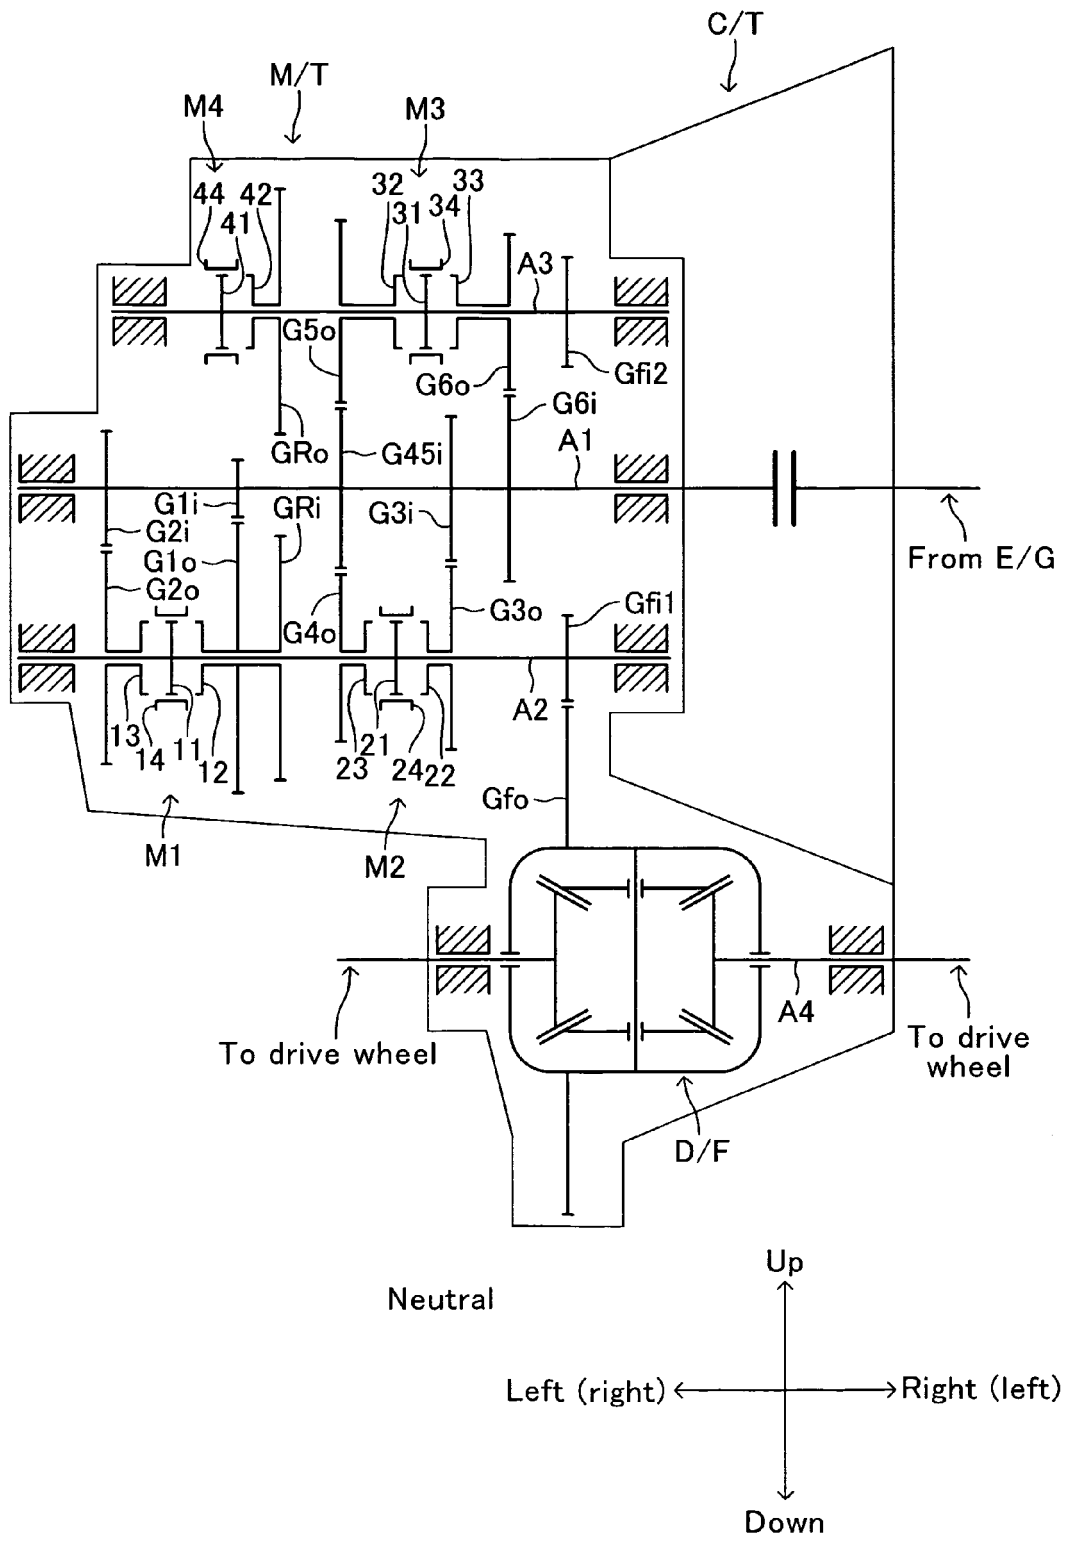 C/T
M/T
M4
M3
44
42
32
33
41
31
34
A3
G5o
G6o
Gfi2
G6i
GRo
G45i
A1
G1i
GRi
G3i
G2i
G1o
From E/G
G2o
G3o
Gfi1
G4o
A2
13
14
11
12
23
21
24
22
Gfo
M1
M2
A4
To drive wheel
To drive
wheel
D/F
Up
Neutral
Left (right)
Right (left)
Down